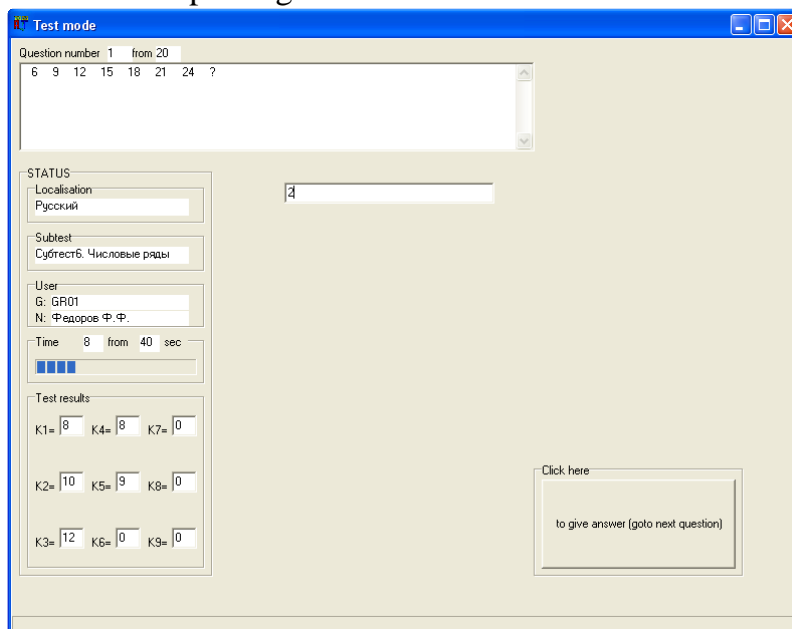 Test mode
Question number 1 from 20
6 9 12 15 18 21 24 ?
STATUS
Localisation
Русский
2
Subtest
Субтест6. Числовые ряды
User
G: GR01
N: Федоров Ф.Ф.
Time 8 from 40 sec
Test results
K1= 8 K4= 8 K7= 0
K2= 10 K5= 9 K8= 0
K3= 12 K6= 0 K9= 0
Click here
to give answer (goto next question)